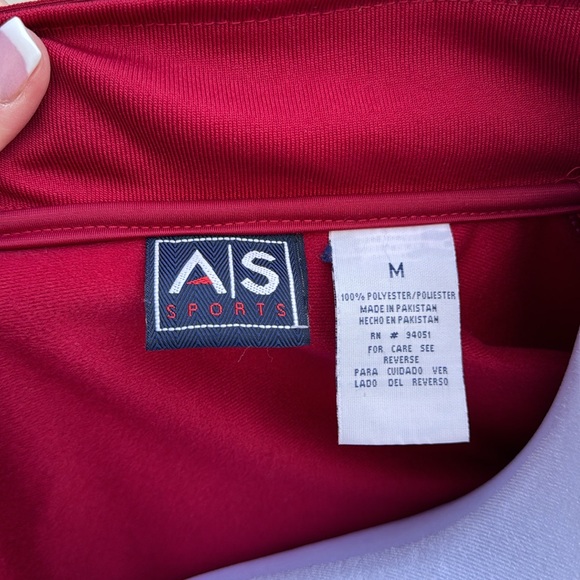 A|S
SPORTS
M
100% POLYESTER/POLIESTER
MADE IN PAKISTAN
HECHO EN PAKISTAN
RN # 94051
FOR CARE SEE
REVERSE
PARA CUIDADO VER
LADO DEL REVERSO